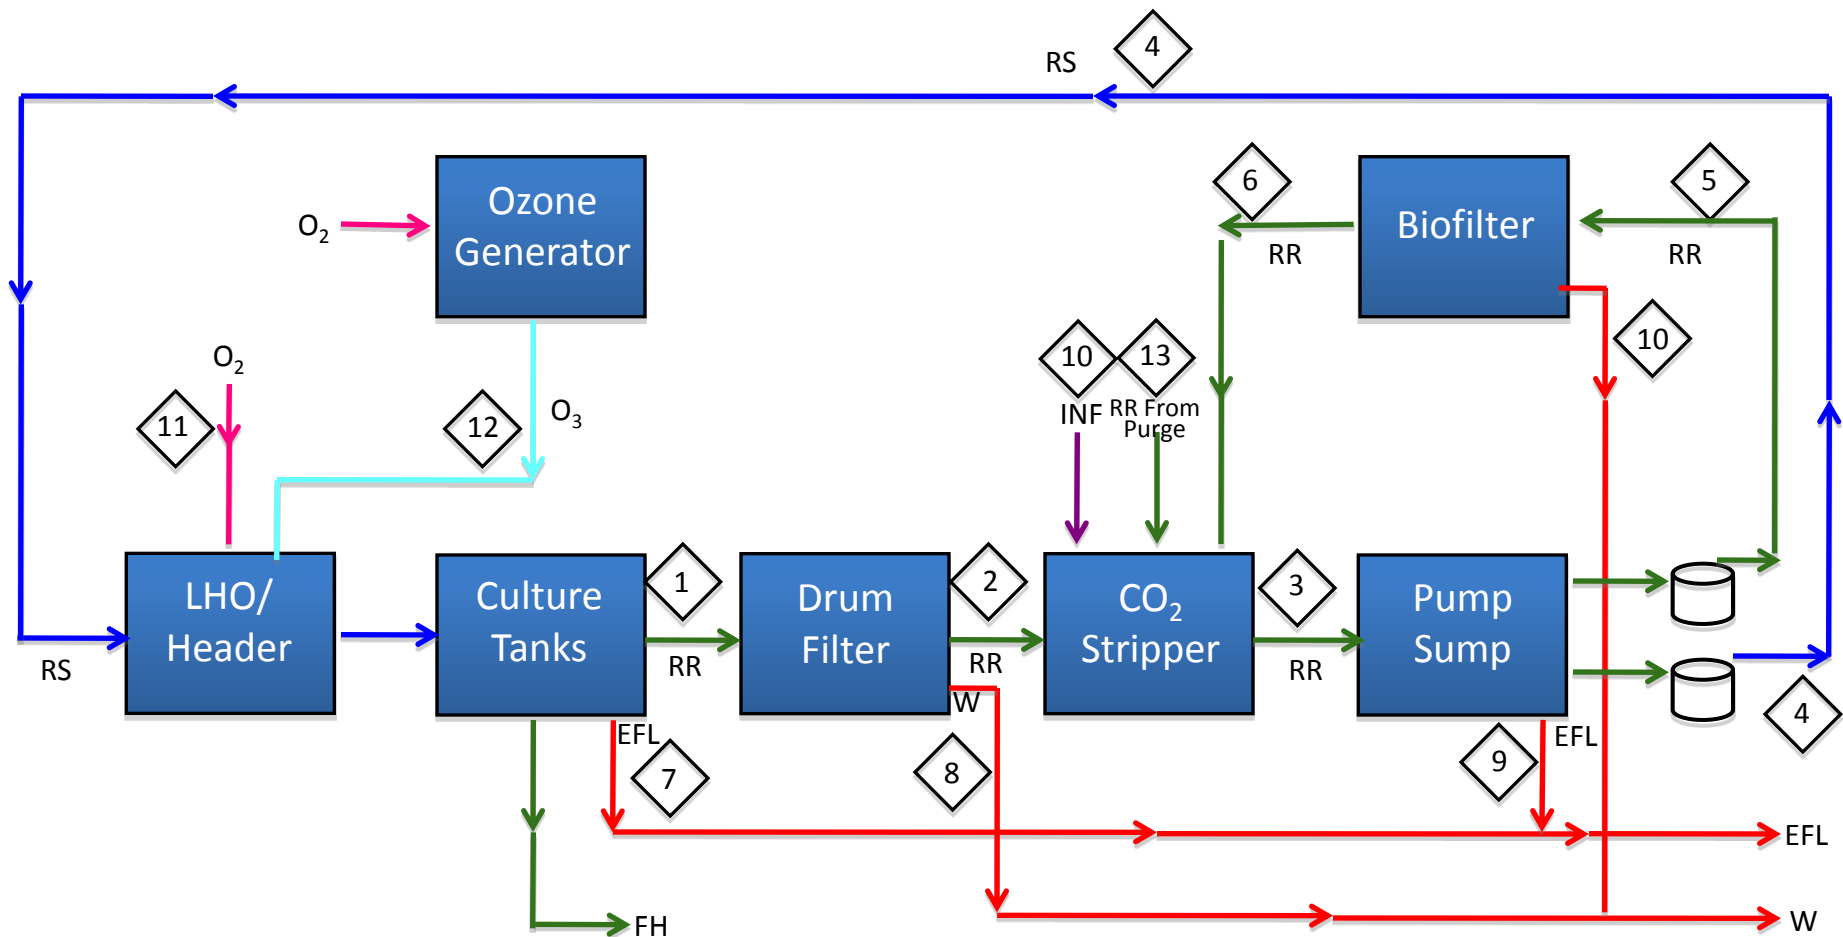 4
RS
Ozone
Generator
O₂
6
RR
Biofilter
5
RR
10
13
INF
RR From
Purge
10
O₂
11
12
O₃
LHO/
Header
RS
Culture
Tanks
1
RR
Drum
Filter
2
RR
W
CO₂
Stripper
3
RR
Pump
Sump
4
EFL
7
8
9
EFL
EFL
FH
W